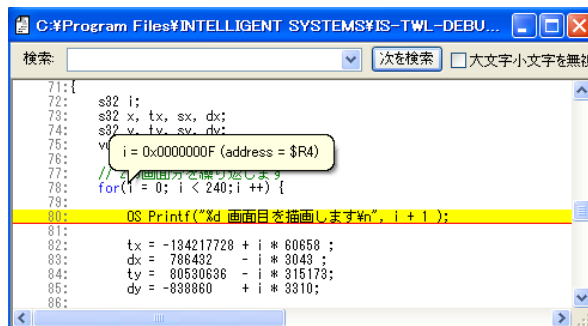 C:¥Program Files¥INTELLIGENT SYSTEMS¥IS-TWL-DEBU...
検索: 次を検索 大文字小文字を無視
71:{
72: s32 i;
73: s32 x, tx, sx, dx;
74: s32 y, ty, sy, dy;
75:
i = 0x0000000F (address = $R4)
76:
77: // を繰り返します
78: for(i = 0; i < 240;i ++) {
79:
80: OS_Printf("%d 画面目を描画します¥n", i + 1 );
81:
82: tx = -134217728 + i * 60658 ;
83: dx = 786432 - i * 3043 ;
84: ty = 80530636 - i * 315173;
85: dy = -838860 + i * 3310;
86: